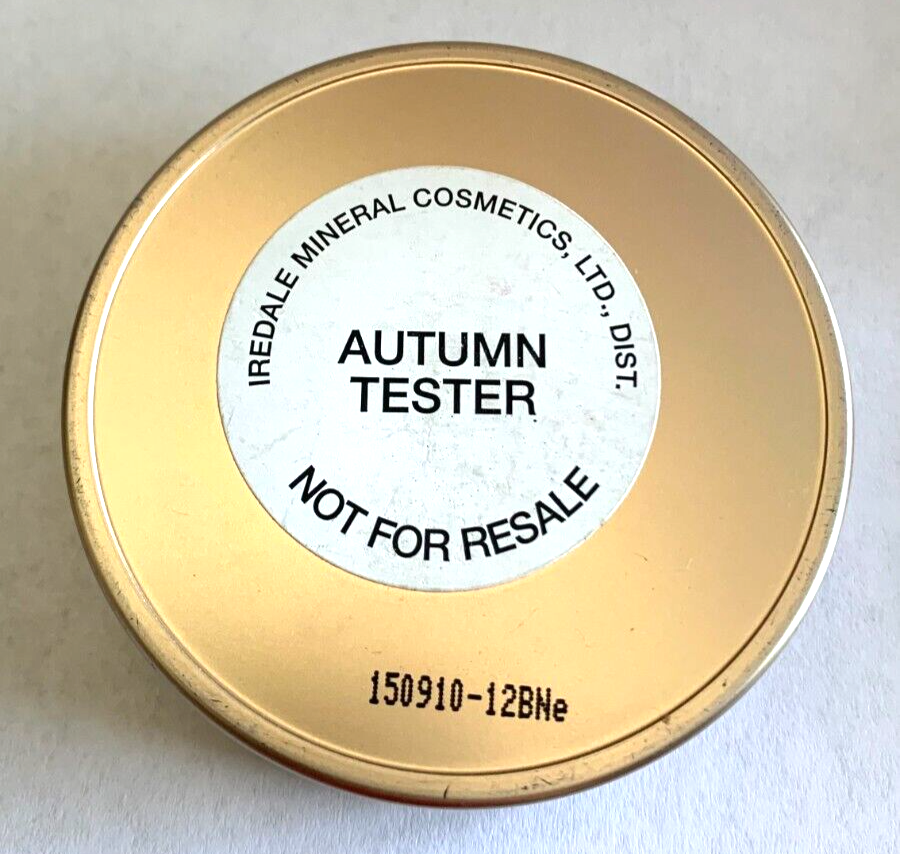 IREDALE MINERAL COSMETICS, LTD., DIST.
AUTUMN
TESTER
NOT FOR RESALE
150910-12BNe